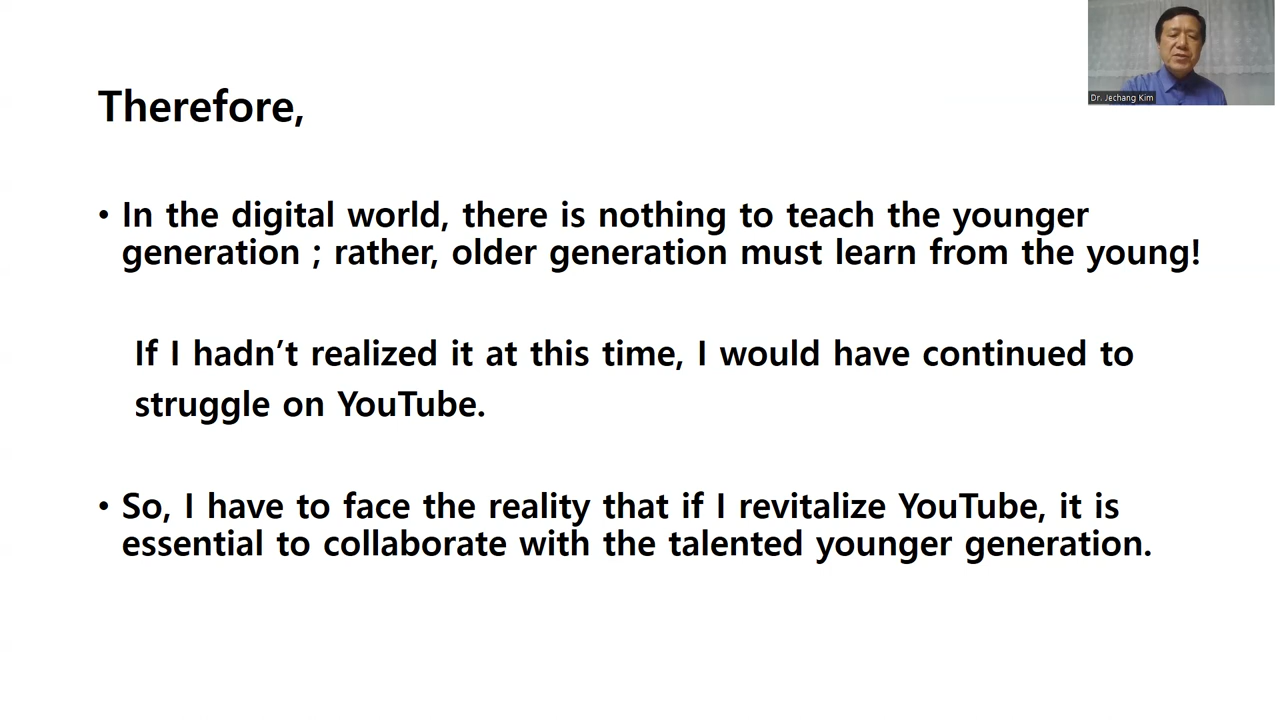 Therefore,
• In the digital world, there is nothing to teach the younger
generation ; rather, older generation must learn from the young!
If I hadn’t realized it at this time, I would have continued to
struggle on YouTube.
• So, I have to face the reality that if I revitalize YouTube, it is
essential to collaborate with the talented younger generation.
Dr. Jechang Kim